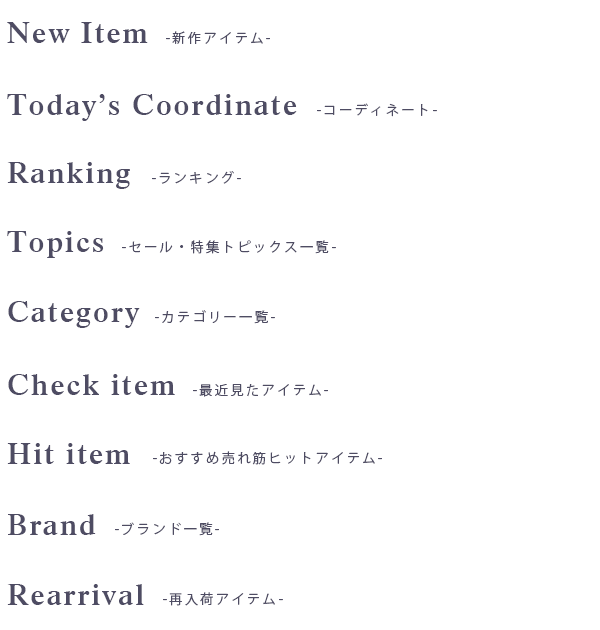 New Item -新作アイテム-
Today’s Coordinate -コーディネート-
Ranking -ランキング-
Topics -セール・特集トピックス一覧-
Category -カテゴリー一覧-
Check item -最近見たアイテム-
Hit item -おすすめ売れ筋ヒットアイテム-
Brand -ブランド一覧-
Rearrival -再入荷アイテム-